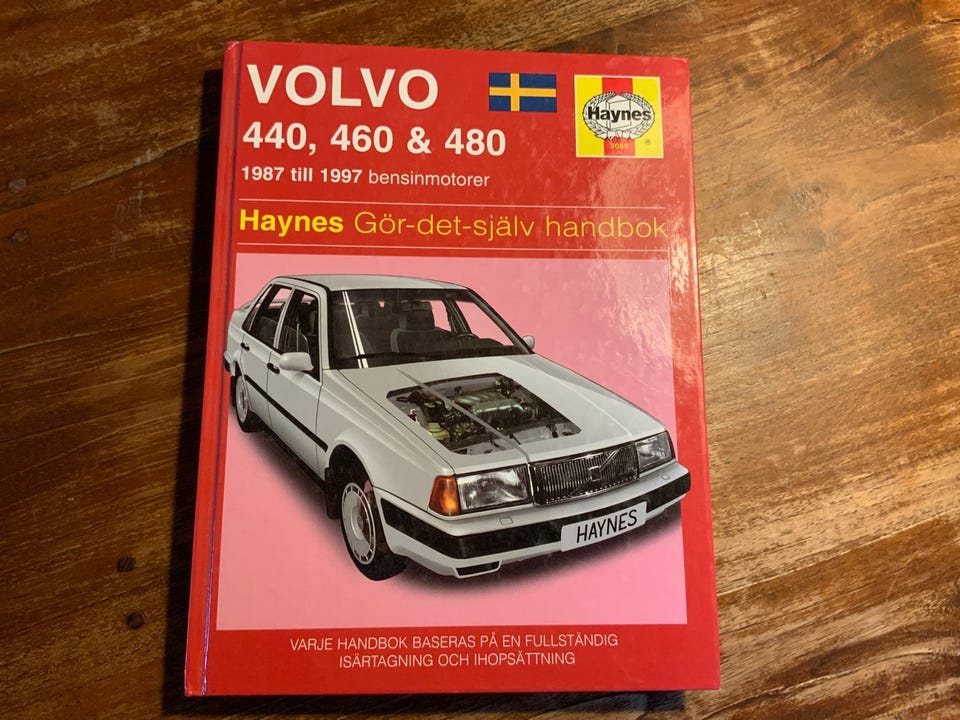 VOLVO
440, 460 & 480
1987 till 1997 bensinmotorer
Haynes
3066
®
Haynes Gör-det-själv handbok
HAYNES
VARJE HANDBOK BASERAS PÅ EN FULLSTÄNDIG
ISÄRTAGNING OCH IHOPSÄTTNING